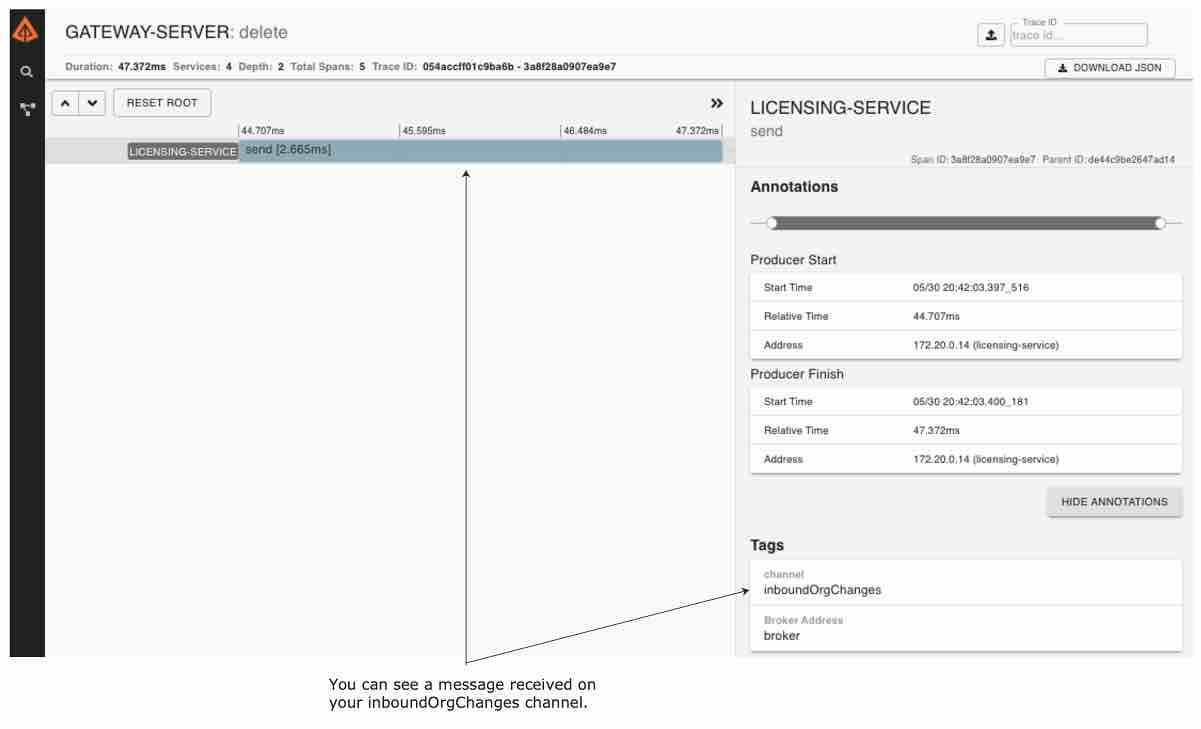 GATEWAY-SERVER: delete
Trace ID
trace id...
Duration: 47.372ms Services: 4 Depth: 2 Total Spans: 5 Trace ID: 054accff01c9ba6b - 3a8f28a0907ea9e7
DOWNLOAD JSON
RESET ROOT
44.707ms 45.595ms 46.484ms 47.372ms
LICENSING-SERVICE send [2.665ms]
LICENSING-SERVICE
send
Span ID: 3a8f28a0907ea9e7 Parent ID: de44c9be2647ad14
Annotations
Producer Start
Start Time 05/30 20:42:03.397_516
Relative Time 44.707ms
Address 172.20.0.14 (licensing-service)
Producer Finish
Start Time 05/30 20:42:03.400_181
Relative Time 47.372ms
Address 172.20.0.14 (licensing-service)
HIDE ANNOTATIONS
Tags
channel
inboundOrgChanges
Broker Address
broker
You can see a message received on
your inboundOrgChanges channel.